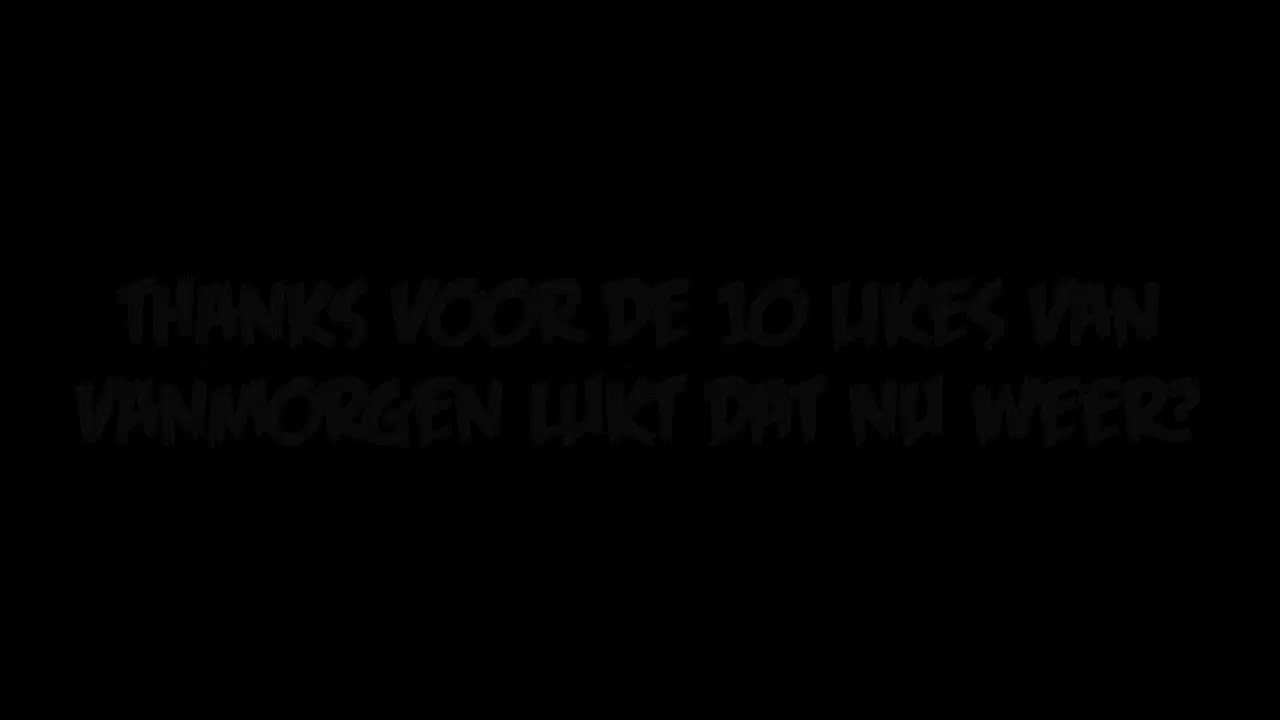 THANKS VOOR DE 10 LIKES VAN
VANMORGEN LUKT DAT NU WEER?